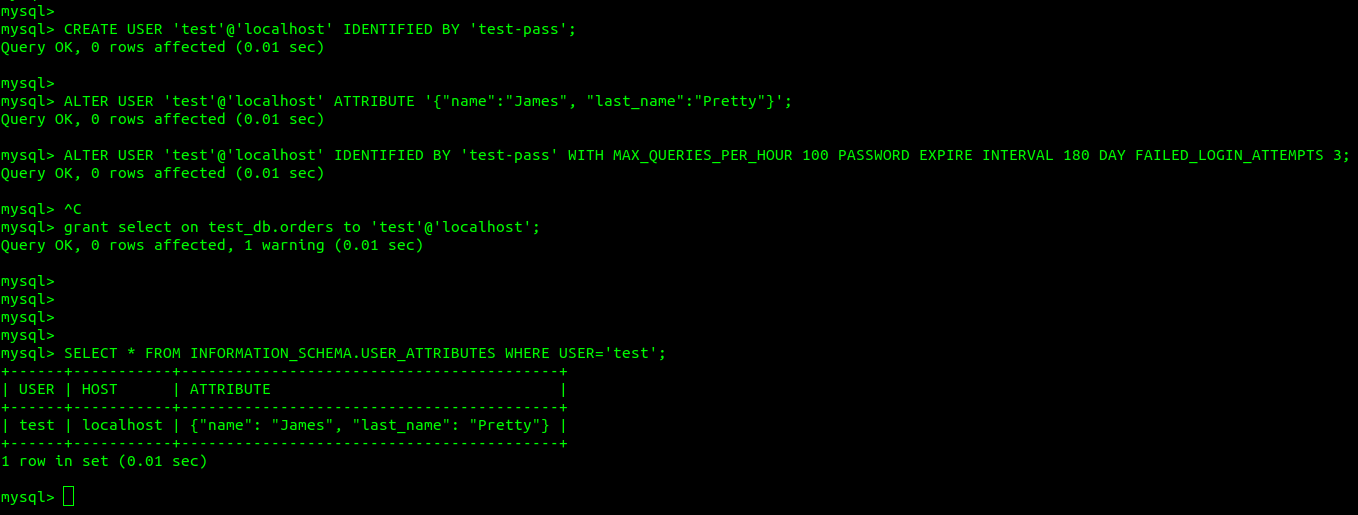 mysql>
mysql> CREATE USER 'test'@'localhost' IDENTIFIED BY 'test-pass';
Query OK, 0 rows affected (0.01 sec)
mysql>
mysql> ALTER USER 'test'@'localhost' ATTRIBUTE '{"name":"James", "last_name":"Pretty"}';
Query OK, 0 rows affected (0.01 sec)
mysql> ALTER USER 'test'@'localhost' IDENTIFIED BY 'test-pass' WITH MAX_QUERIES_PER_HOUR 100 PASSWORD EXPIRE INTERVAL 180 DAY FAILED_LOGIN_ATTEMPTS 3;
Query OK, 0 rows affected (0.01 sec)
mysql> ^C
mysql> grant select on test_db.orders to 'test'@'localhost';
Query OK, 0 rows affected, 1 warning (0.01 sec)
mysql>
mysql>
mysql>
mysql>
mysql> SELECT * FROM INFORMATION_SCHEMA.USER_ATTRIBUTES WHERE USER='test';
+------+-----------+------------------------------------------+
| USER | HOST      | ATTRIBUTE                                |
+------+-----------+------------------------------------------+
| test | localhost | {"name": "James", "last_name": "Pretty"} |
+------+-----------+------------------------------------------+
1 row in set (0.01 sec)
mysql>